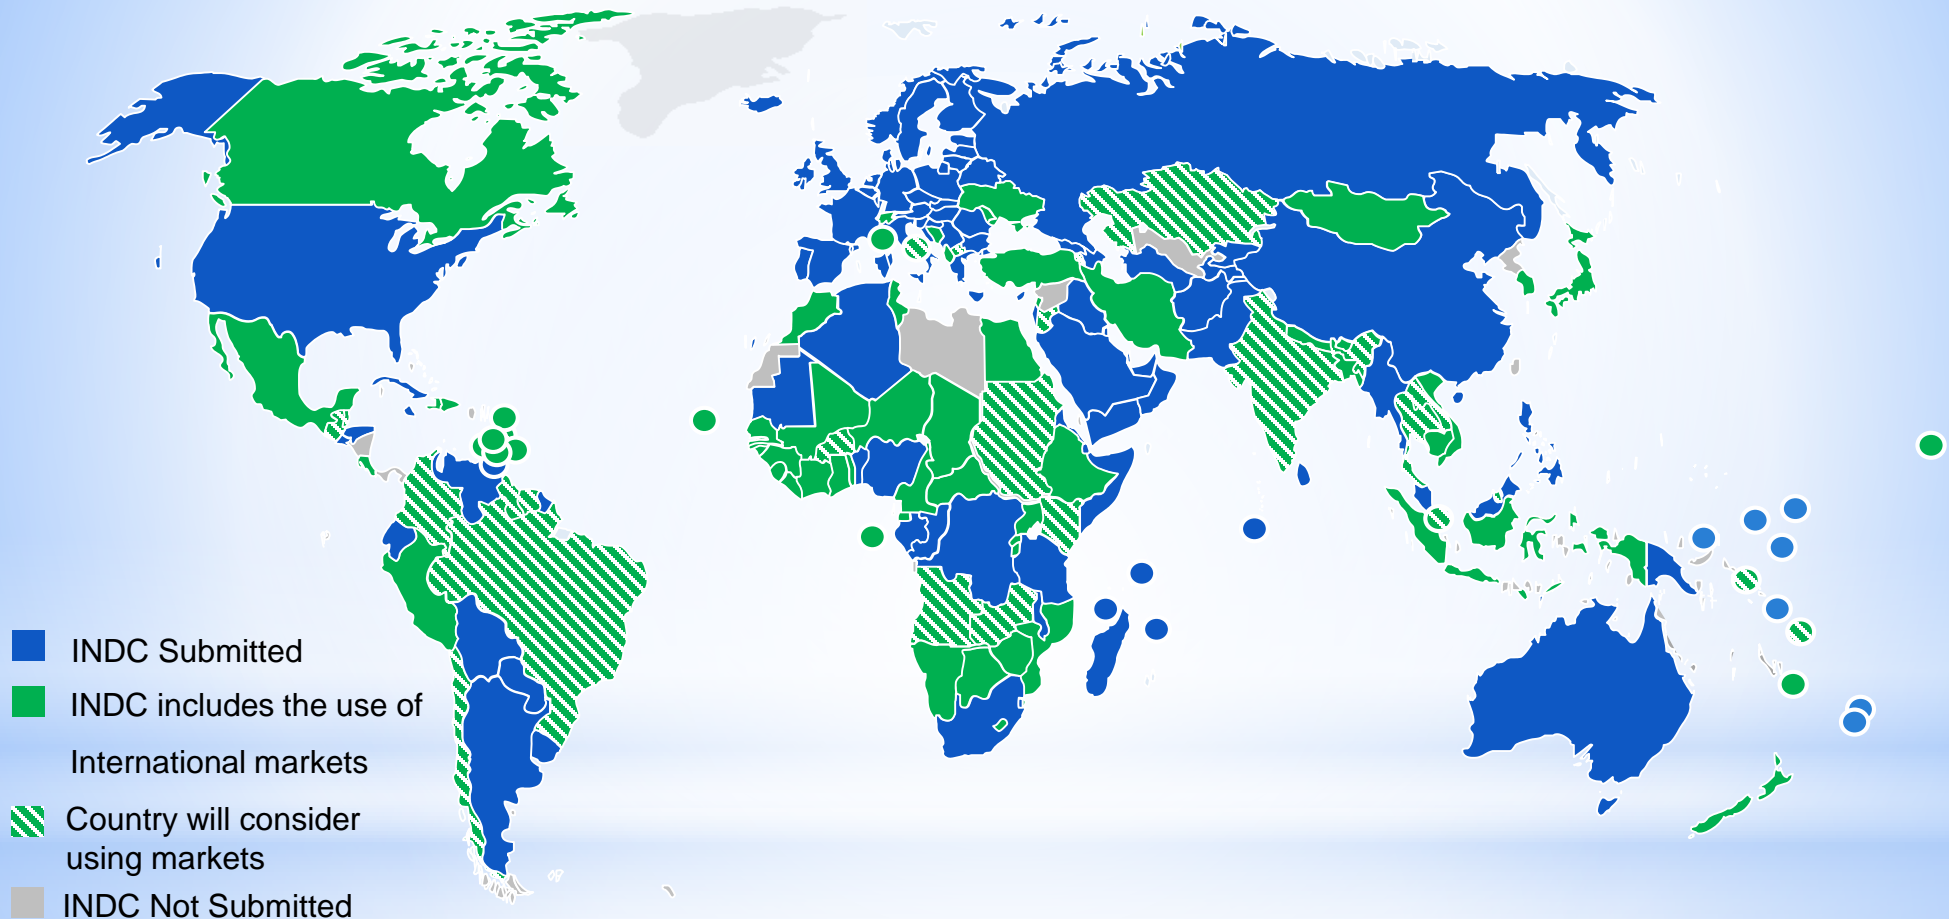 INDC Submitted
INDC includes the use of
International markets
Country will consider
using markets
INDC Not Submitted